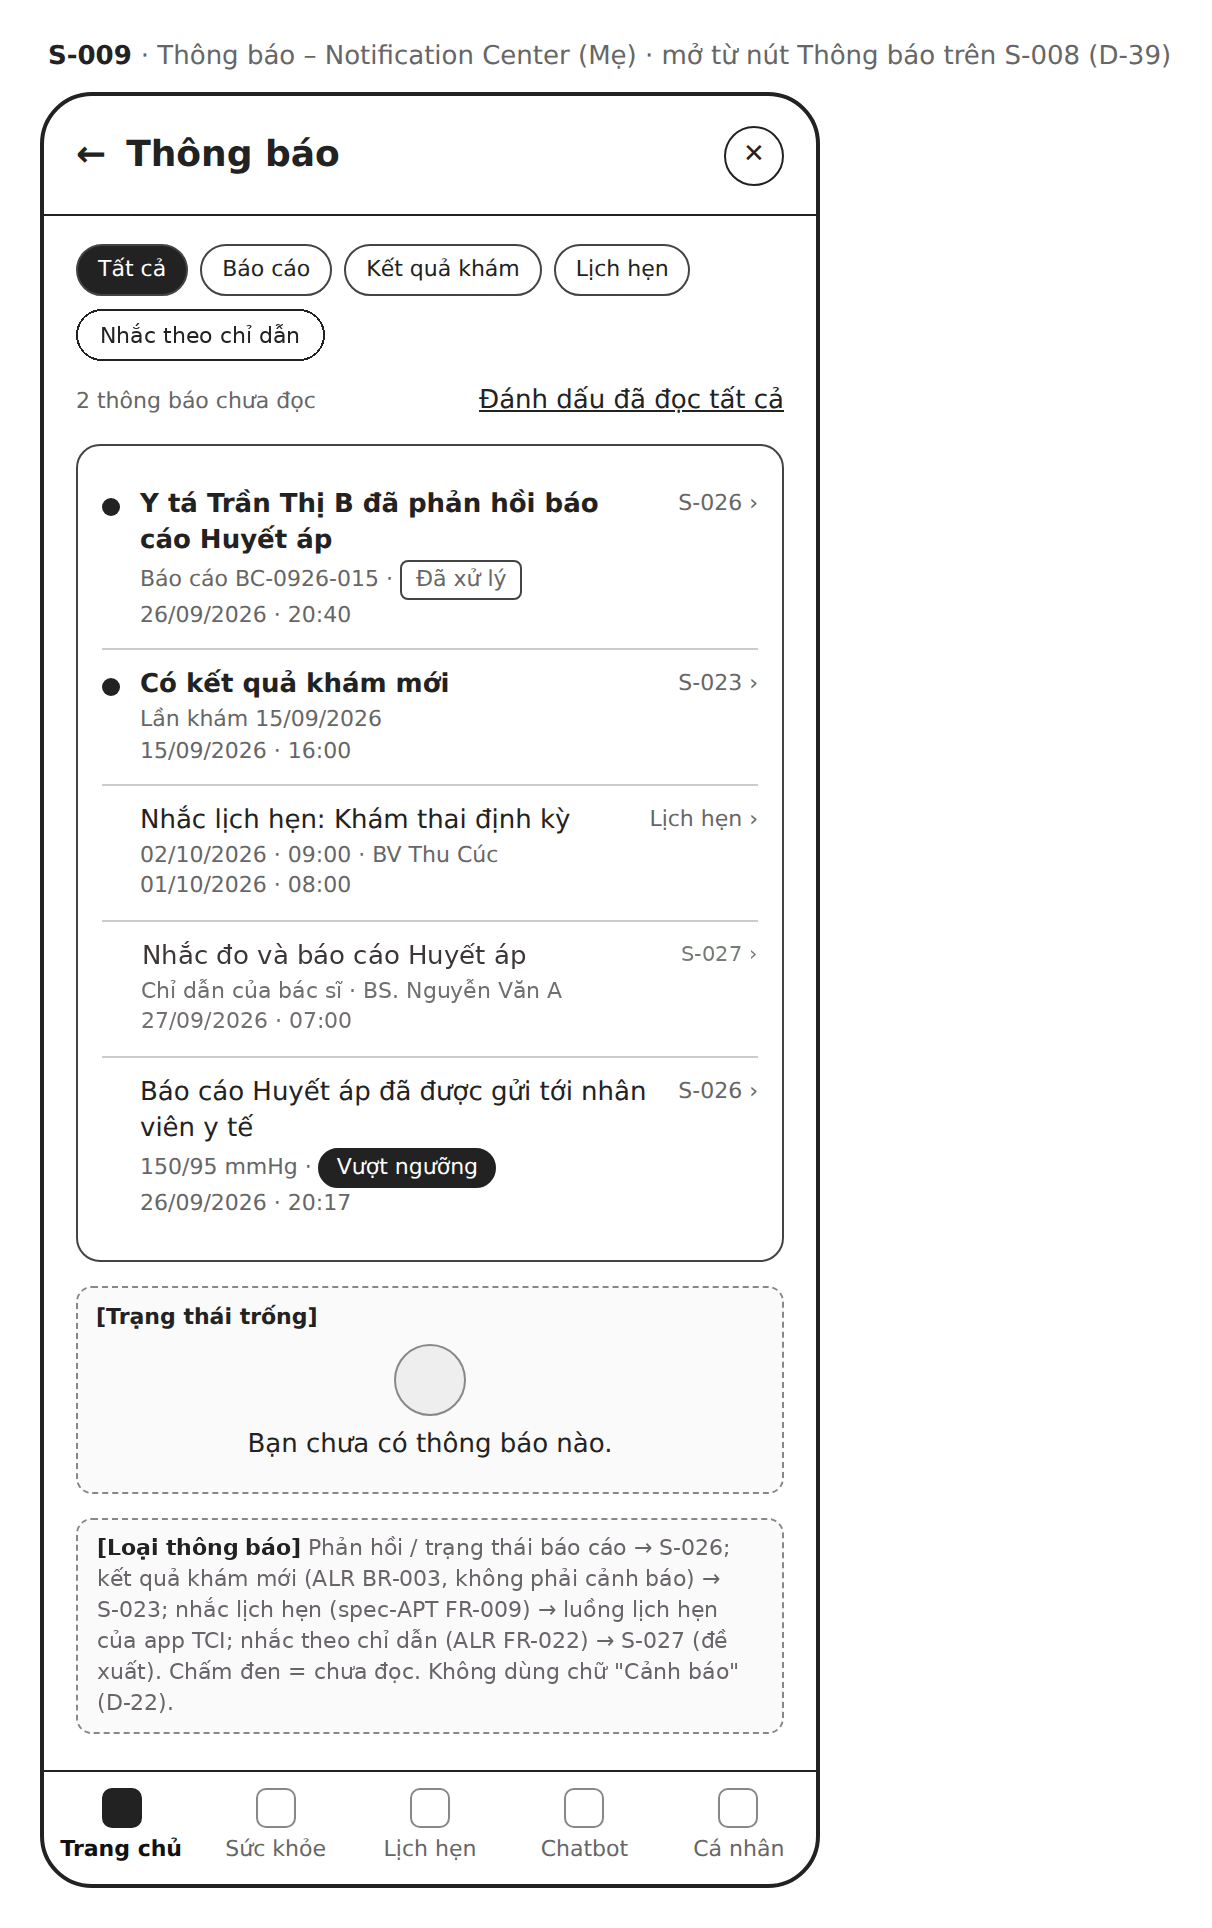 S-009 · Thông báo – Notification Center (Mẹ) · mở từ nút Thông báo trên S-008 (D-39)
← Thông báo ✕
Tất cả Báo cáo Kết quả khám Lịch hẹn
Nhắc theo chỉ dẫn
2 thông báo chưa đọc Đánh dấu đã đọc tất cả
Y tá Trần Thị B đã phản hồi báo S-026 ›
cáo Huyết áp
Báo cáo BC-0926-015 · Đã xử lý
26/09/2026 · 20:40
Có kết quả khám mới S-023 ›
Lần khám 15/09/2026
15/09/2026 · 16:00
Nhắc lịch hẹn: Khám thai định kỳ Lịch hẹn ›
02/10/2026 · 09:00 · BV Thu Cúc
01/10/2026 · 08:00
Nhắc đo và báo cáo Huyết áp S-027 ›
Chỉ dẫn của bác sĩ · BS. Nguyễn Văn A
27/09/2026 · 07:00
Báo cáo Huyết áp đã được gửi tới nhân S-026 ›
viên y tế
150/95 mmHg · Vượt ngưỡng
26/09/2026 · 20:17
[Trạng thái trống]
Bạn chưa có thông báo nào.
[Loại thông báo] Phản hồi / trạng thái báo cáo → S-026;
kết quả khám mới (ALR BR-003, không phải cảnh báo) →
S-023; nhắc lịch hẹn (spec-APT FR-009) → luồng lịch hẹn
của app TCI; nhắc theo chỉ dẫn (ALR FR-022) → S-027 (đề
xuất). Chấm đen = chưa đọc. Không dùng chữ "Cảnh báo"
(D-22).
Trang chủ Sức khỏe Lịch hẹn Chatbot Cá nhân